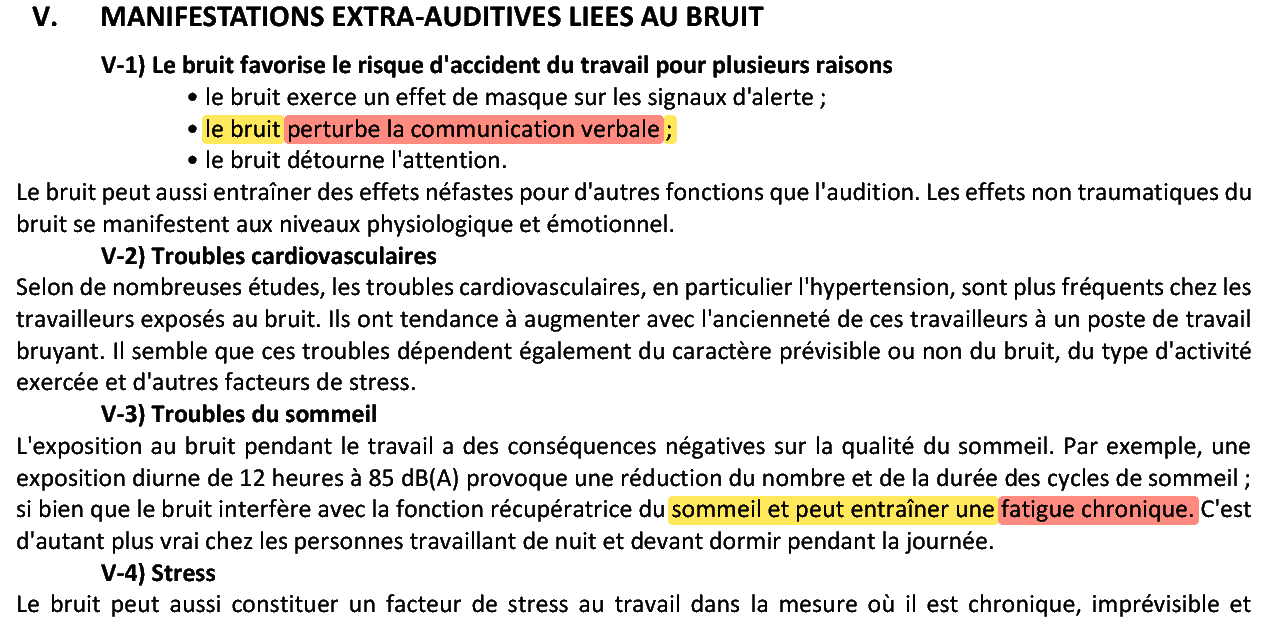 V. MANIFESTATIONS EXTRA-AUDITIVES LIEES AU BRUIT
V-1) Le bruit favorise le risque d'accident du travail pour plusieurs raisons
• le bruit exerce un effet de masque sur les signaux d'alerte ;
• le bruit perturbe la communication verbale ;
• le bruit détourne l'attention.
Le bruit peut aussi entraîner des effets néfastes pour d'autres fonctions que l'audition. Les effets non traumatiques du
bruit se manifestent aux niveaux physiologique et émotionnel.
V-2) Troubles cardiovasculaires
Selon de nombreuses études, les troubles cardiovasculaires, en particulier l'hypertension, sont plus fréquents chez les
travailleurs exposés au bruit. Ils ont tendance à augmenter avec l'ancienneté de ces travailleurs à un poste de travail
bruyant. Il semble que ces troubles dépendent également du caractère prévisible ou non du bruit, du type d'activité
exercée et d'autres facteurs de stress.
V-3) Troubles du sommeil
L'exposition au bruit pendant le travail a des conséquences négatives sur la qualité du sommeil. Par exemple, une
exposition diurne de 12 heures à 85 dB(A) provoque une réduction du nombre et de la durée des cycles de sommeil ;
si bien que le bruit interfère avec la fonction récupératrice du sommeil et peut entraîner une fatigue chronique. C'est
d'autant plus vrai chez les personnes travaillant de nuit et devant dormir pendant la journée.
V-4) Stress
Le bruit peut aussi constituer un facteur de stress au travail dans la mesure où il est chronique, imprévisible et